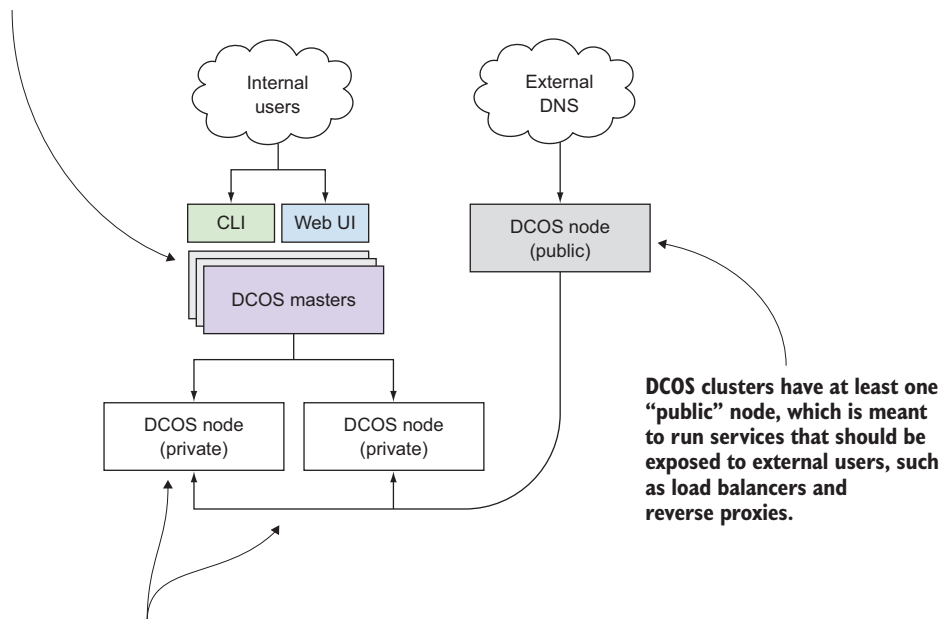 Internal
users
External
DNS
CLI
Web UI
DCOS node
(public)
DCOS masters
DCOS node
(private)
DCOS node
(private)
DCOS clusters have at least one
“public” node, which is meant
to run services that should be
exposed to external users, such
as load balancers and
reverse proxies.